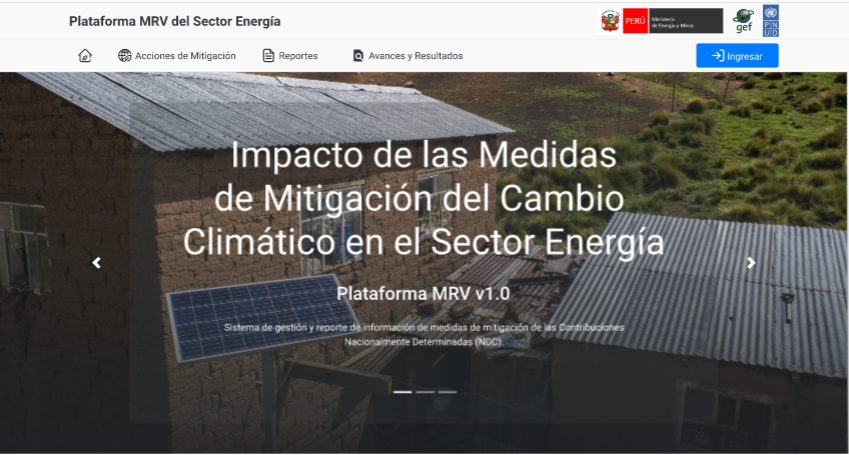 Plataforma MRV del Sector Energía
PERÚ
Ministerio
de Energía y Minas
gef
P N
U D
Acciones de Mitigación
Reportes
Avances y Resultados
Ingresar
Impacto de las Medidas
de Mitigación del Cambio
Climático en el Sector Energía
Plataforma MRV v1.0
Sistema de gestión y reporte de información de medidas de mitigación de las Contribuciones
Nacionalmente Determinadas (NDC).